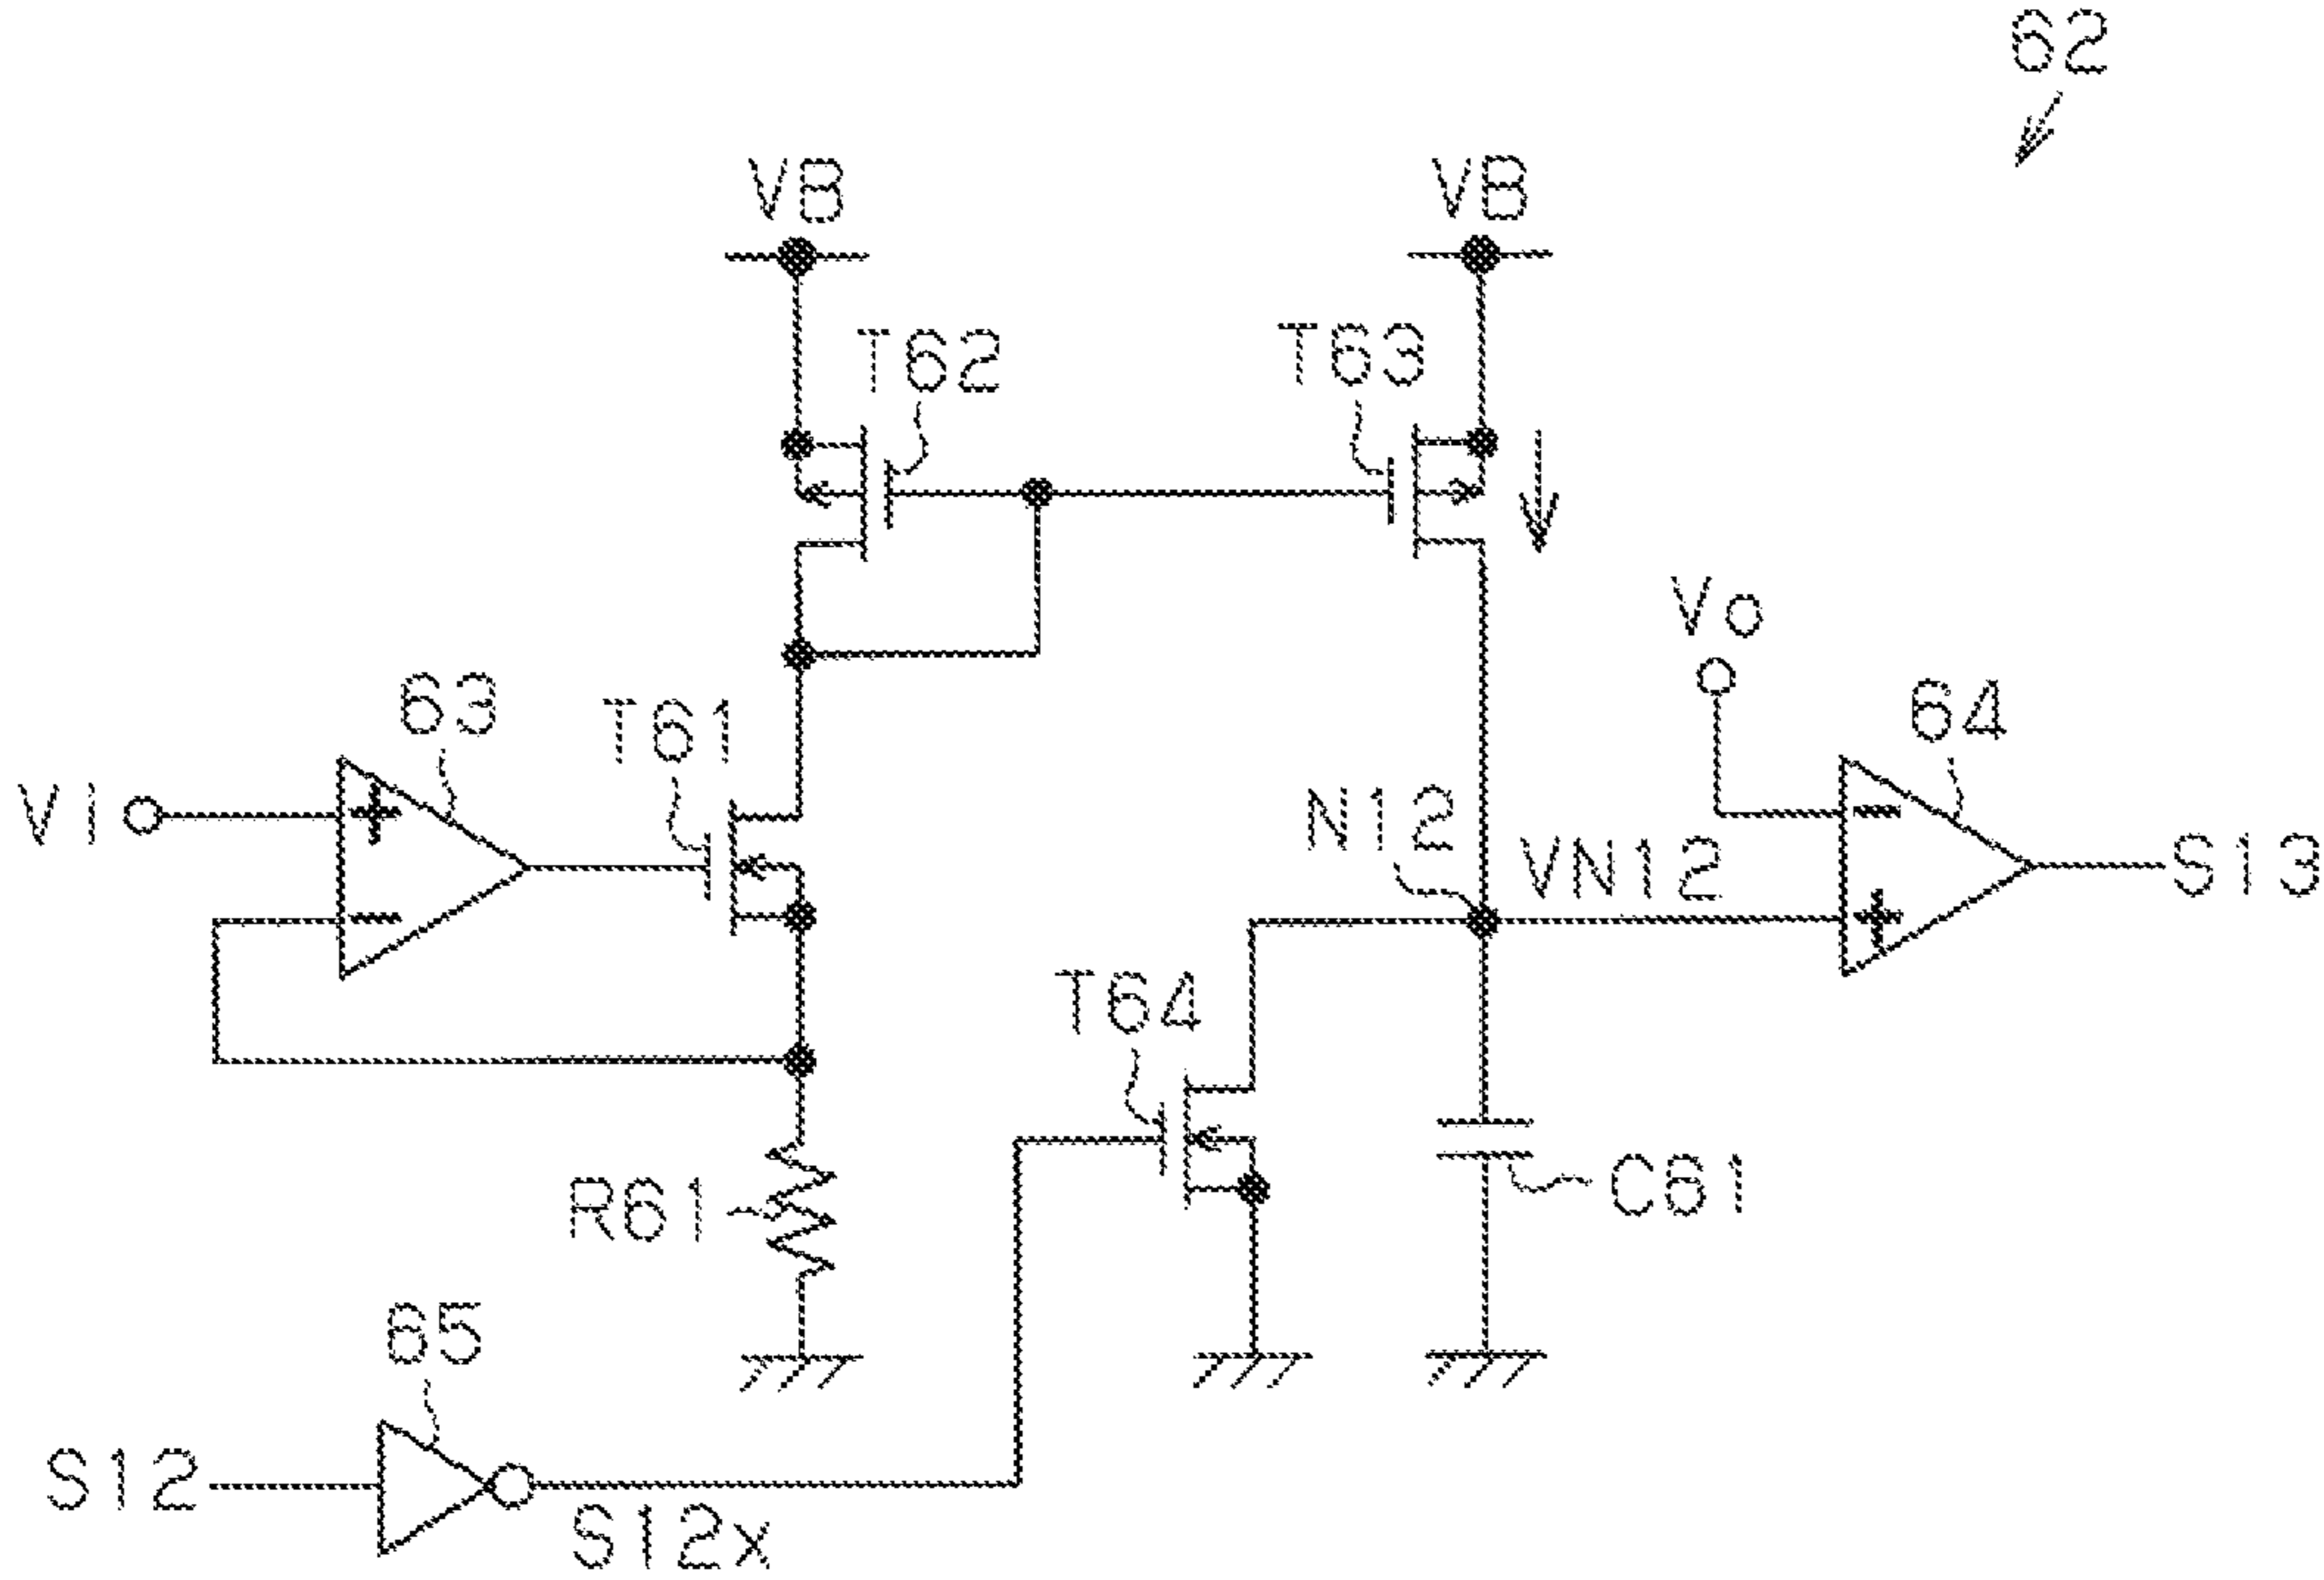 62
VB
VB
T62
T63
Vo
63
T61
64
VI
+
−
N12
VN12
−
+
S13
T64
R61
C61
65
S12
S12x